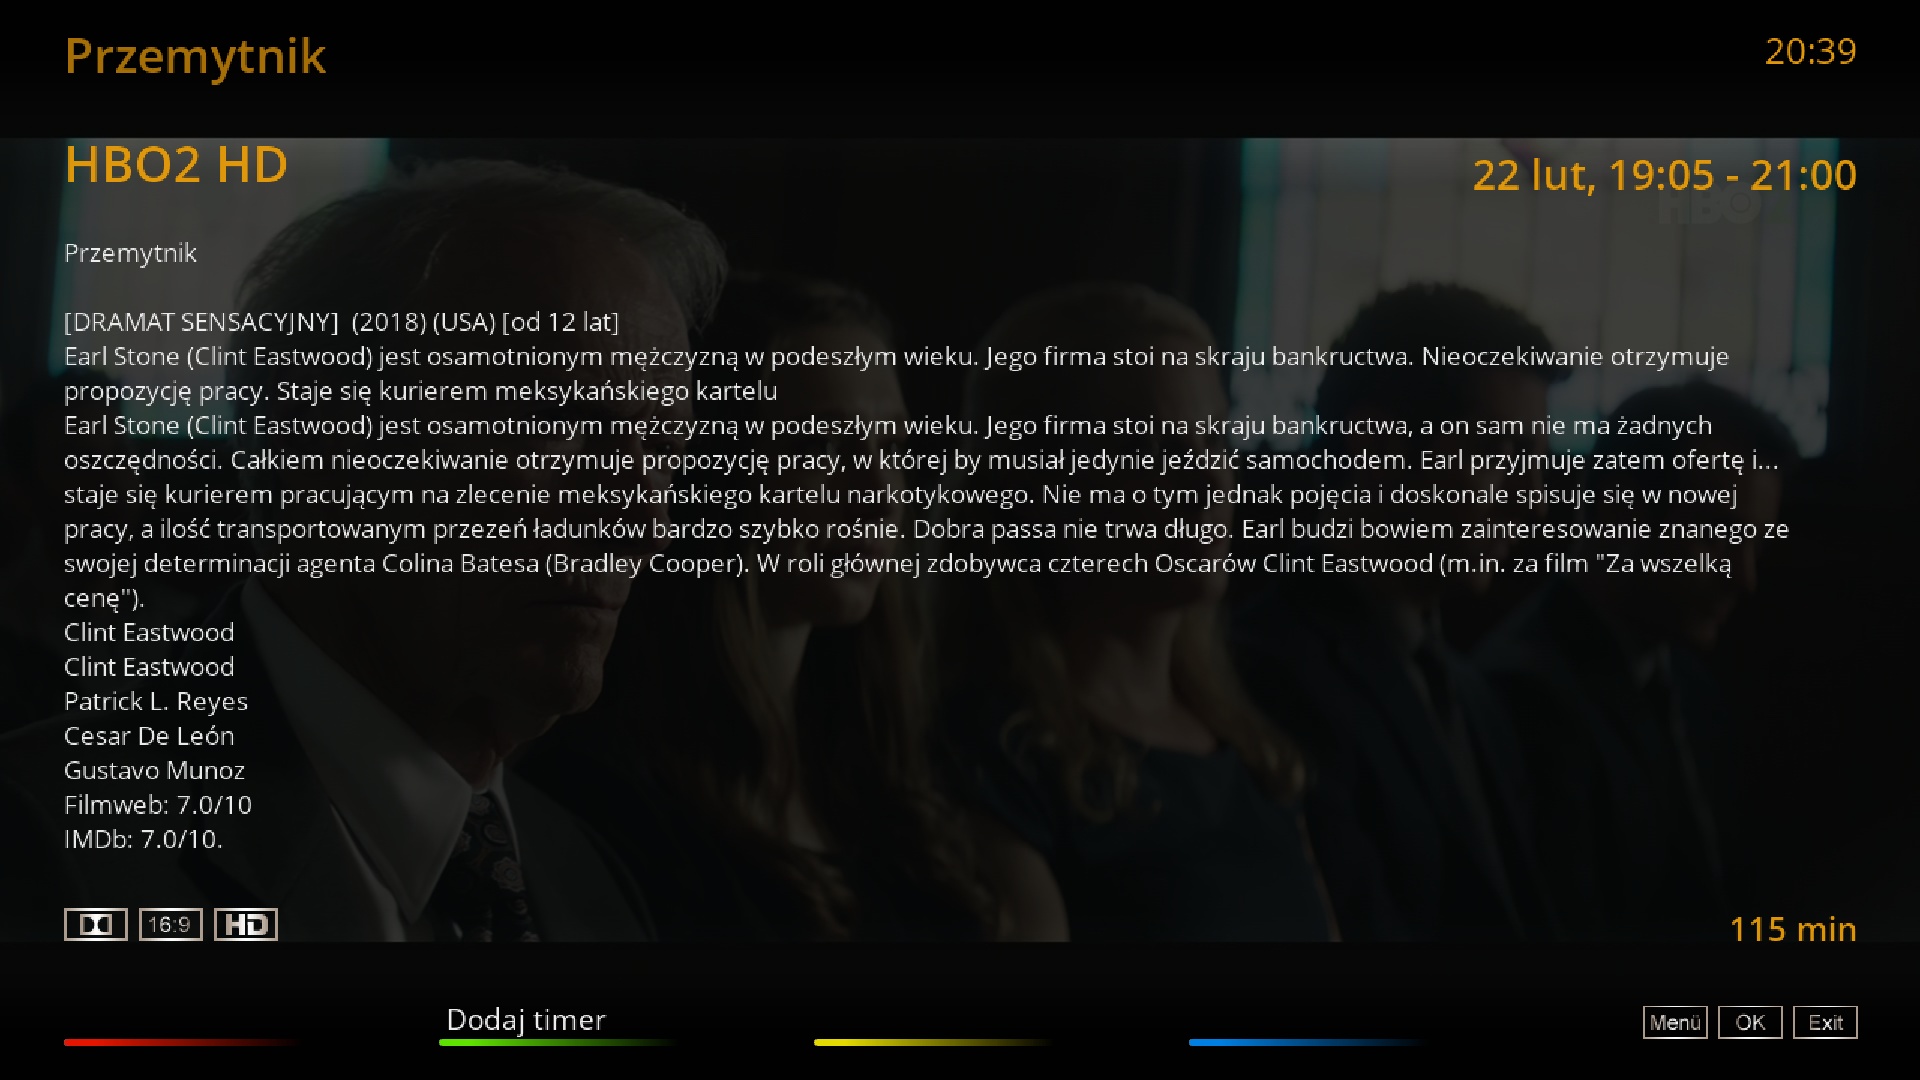 Przemytnik
20:39
HBO2 HD
22 lut, 19:05 - 21:00
HBO
Przemytnik
[DRAMAT SENSACYJNY]  (2018) (USA) [od 12 lat]
Earl Stone (Clint Eastwood) jest osamotnionym mężczyzną w podeszłym wieku. Jego firma stoi na skraju bankructwa. Nieoczekiwanie otrzymuje
propozycję pracy. Staje się kurierem meksykańskiego kartelu
Earl Stone (Clint Eastwood) jest osamotnionym mężczyzną w podeszłym wieku. Jego firma stoi na skraju bankructwa, a on sam nie ma żadnych
oszczędności. Całkiem nieoczekiwanie otrzymuje propozycję pracy, w której by musiał jedynie jeździć samochodem. Earl przyjmuje zatem ofertę i...
staje się kurierem pracującym na zlecenie meksykańskiego kartelu narkotykowego. Nie ma o tym jednak pojęcia i doskonale spisuje się w nowej
pracy, a ilość transportowanym przezeń ładunków bardzo szybko rośnie. Dobra passa nie trwa długo. Earl budzi bowiem zainteresowanie znanego ze
swojej determinacji agenta Colina Batesa (Bradley Cooper). W roli głównej zdobywca czterech Oscarów Clint Eastwood (m.in. za film "Za wszelką
cenę").
Clint Eastwood
Clint Eastwood
Patrick L. Reyes
Cesar De León
Gustavo Munoz
Filmweb: 7.0/10
IMDb: 7.0/10.
16:9 HD
115 min
Dodaj timer
Menü OK Exit